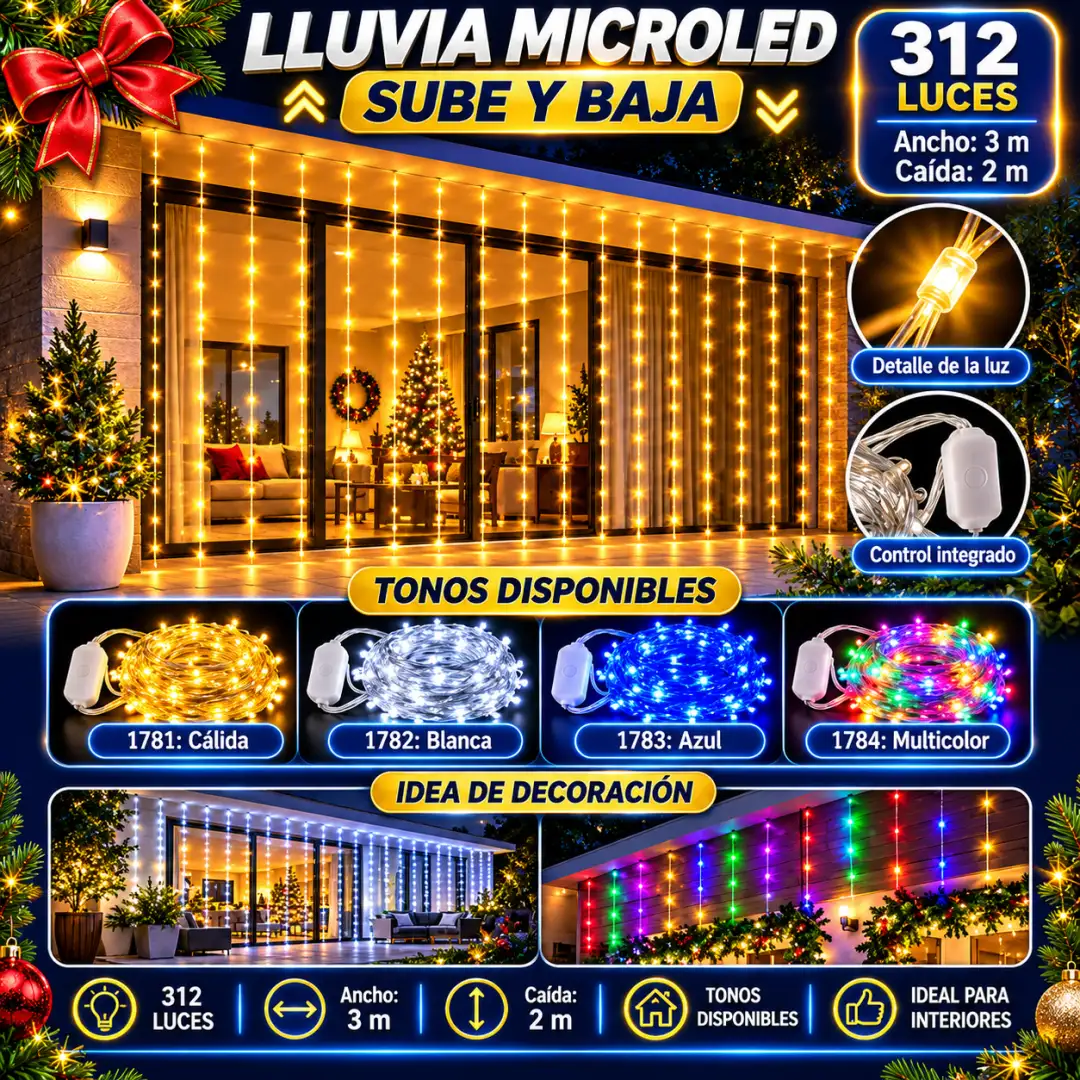 LLUVIA MICROLED
SUBE Y BAJA
312
LUCES
Ancho: 3 m
Caída: 2 m
Detalle de la luz
Control integrado
TONOS DISPONIBLES
1781: Cálida
1782: Blanca
1783: Azul
1784: Multicolor
IDEA DE DECORACIÓN
312
LUCES
Ancho:
3 m
Caída:
2 m
TONOS
DISPONIBLES
IDEAL PARA
INTERIORES